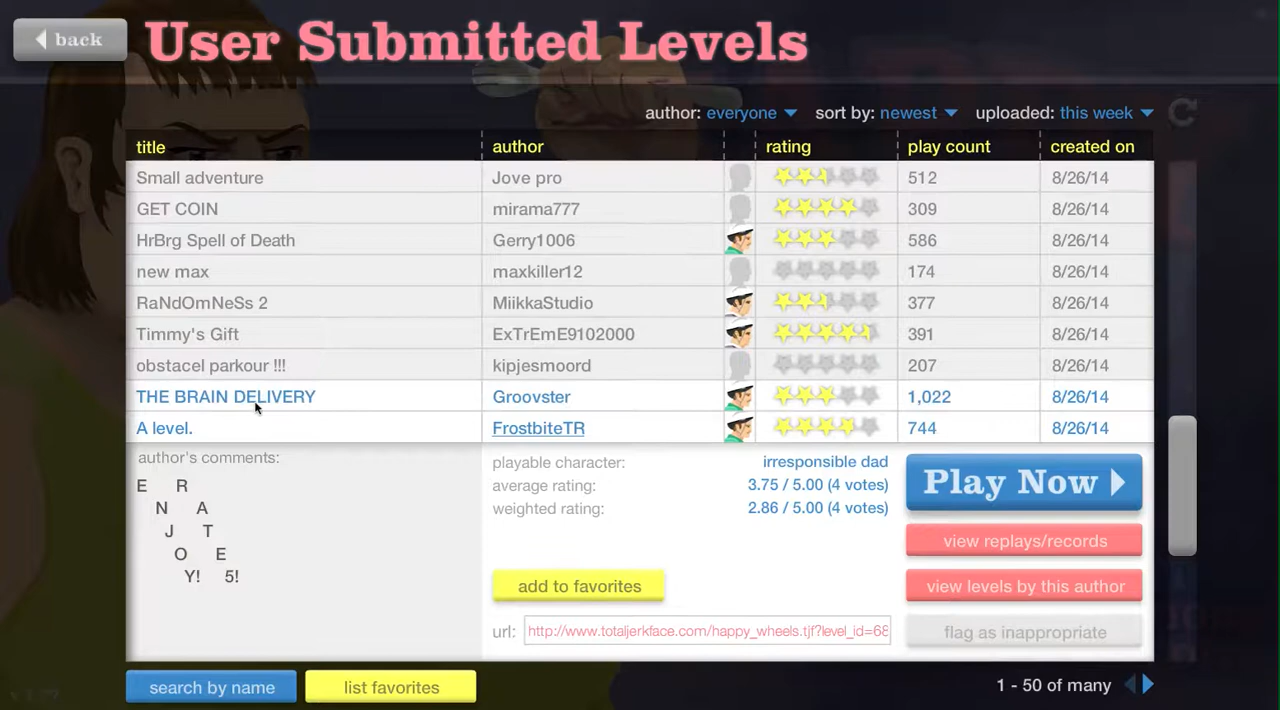 back
User Submitted Levels
author: everyone sort by: newest uploaded: this week
title author rating play count created on
Small adventure Jove pro 512 8/26/14
GET COIN mirama777 309 8/26/14
HrBrg Spell of Death Gerry1006 586 8/26/14
new max maxkiller12 174 8/26/14
RaNdOmNeSs 2 MiikkaStudio 377 8/26/14
Timmy's Gift ExTrEmE9102000 391 8/26/14
obstacel parkour !!! kipjesmoord 207 8/26/14
THE BRAIN DELIVERY Groovster 1,022 8/26/14
A level. FrostbiteTR 744 8/26/14
author's comments:
E R
N A
J T
O E
Y! 5!
playable character: irresponsible dad
average rating: 3.75 / 5.00 (4 votes)
weighted rating: 2.86 / 5.00 (4 votes)
add to favorites
url: http://www.totaljerkface.com/happy_wheels.tjf?level_id=68
Play Now
view replays/records
view levels by this author
flag as inappropriate
search by name list favorites 1 - 50 of many